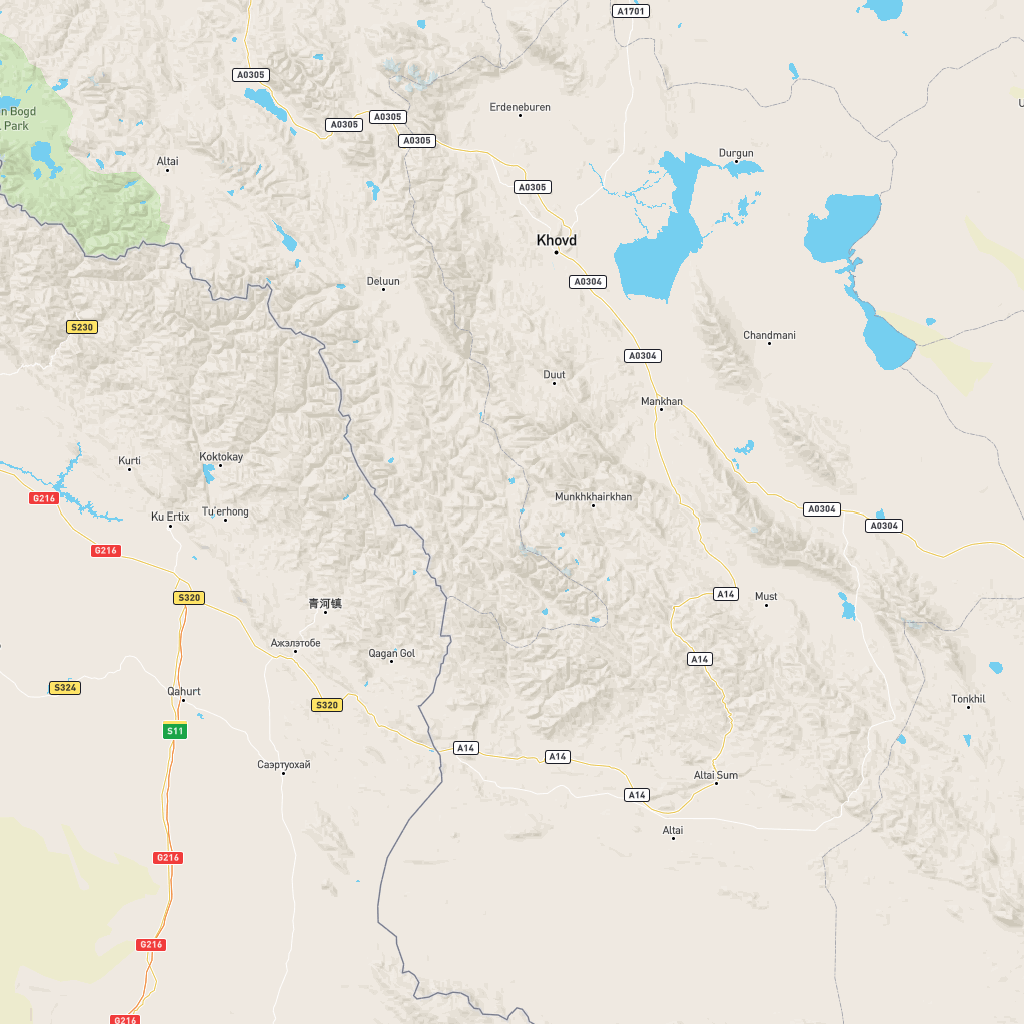 A1701
A0305
Erdeneburen
n Bogd
Park
A0305
A0305
A0305
Altai
Durgun
A0305
Khovd
A0304
Deluun
S230
Chandmani
A0304
Duut
Mankhan
Kurti
Koktokay
G216
Munkhkhairkhan
Tu'erhong
Ku Ertix
A0304
A0304
G216
S320
A14
Must
青河镇
Ажэлэтобе
Qagan Gol
A14
S324
Qahurt
S320
Tonkhil
S11
A14
A14
Саэртуохай
Altai Sum
A14
Altai
G216
G216
G216